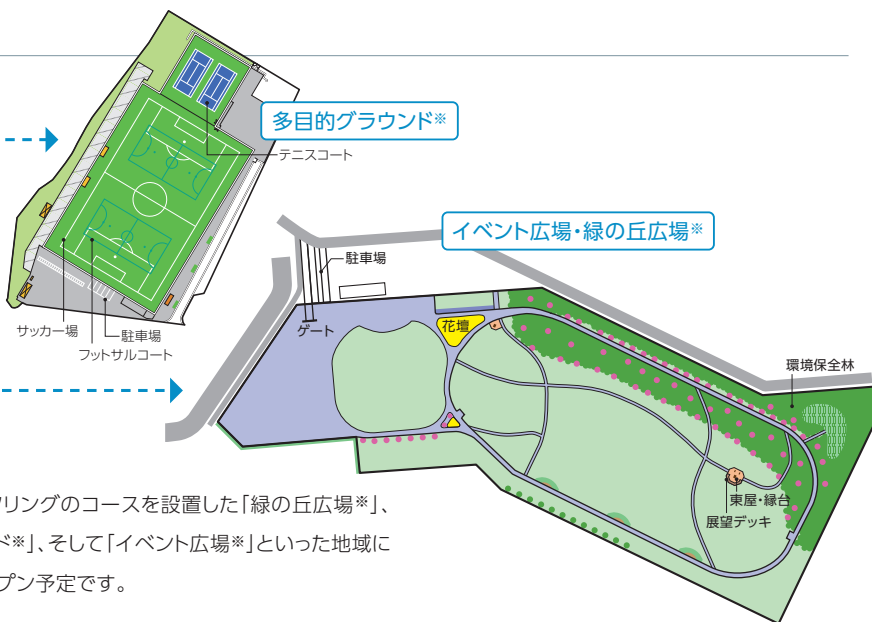 多目的グラウンド※
テニスコート
イベント広場・緑の丘広場※
駐車場
ゲート
花壇
サッカー場
駐車場
フットサルコート
環境保全林
東屋・縁台
展望デッキ
リングのコースを設置した「緑の丘広場※」、
ド※」、そして「イベント広場※」といった地域に
プン予定です。